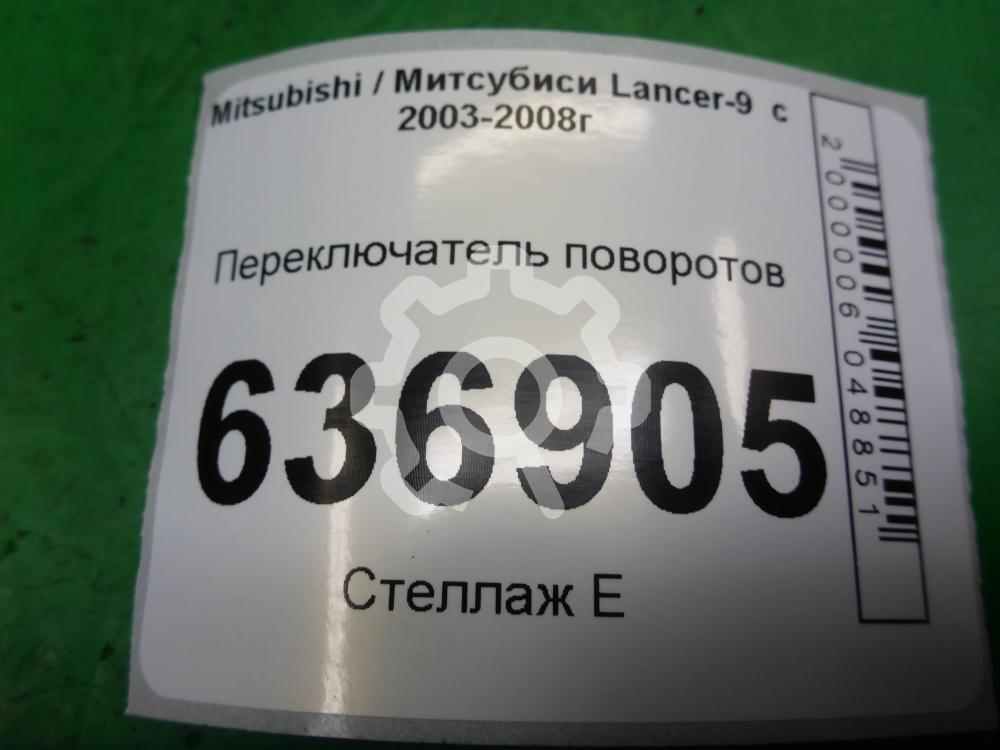 Mitsubishi / Митсубиси Lancer-9 с
2003-2008г
Переключатель поворотов
636905
Стеллаж Е
2000006048851